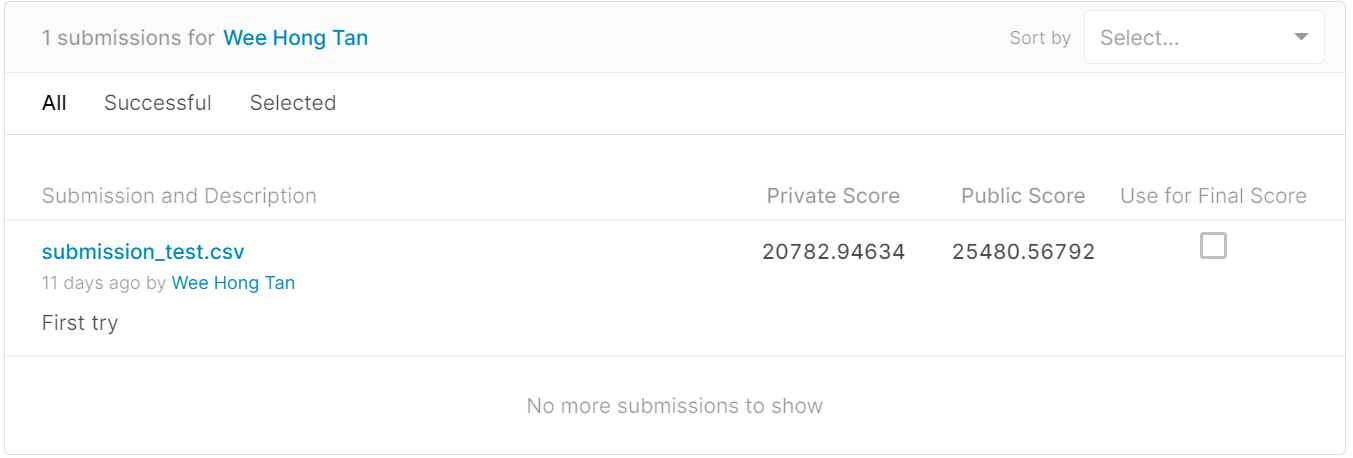 1 submissions for Wee Hong Tan Sort by Select...
All Successful Selected
Submission and Description Private Score Public Score Use for Final Score
submission_test.csv 20782.94634 25480.56792
11 days ago by Wee Hong Tan
First try
No more submissions to show